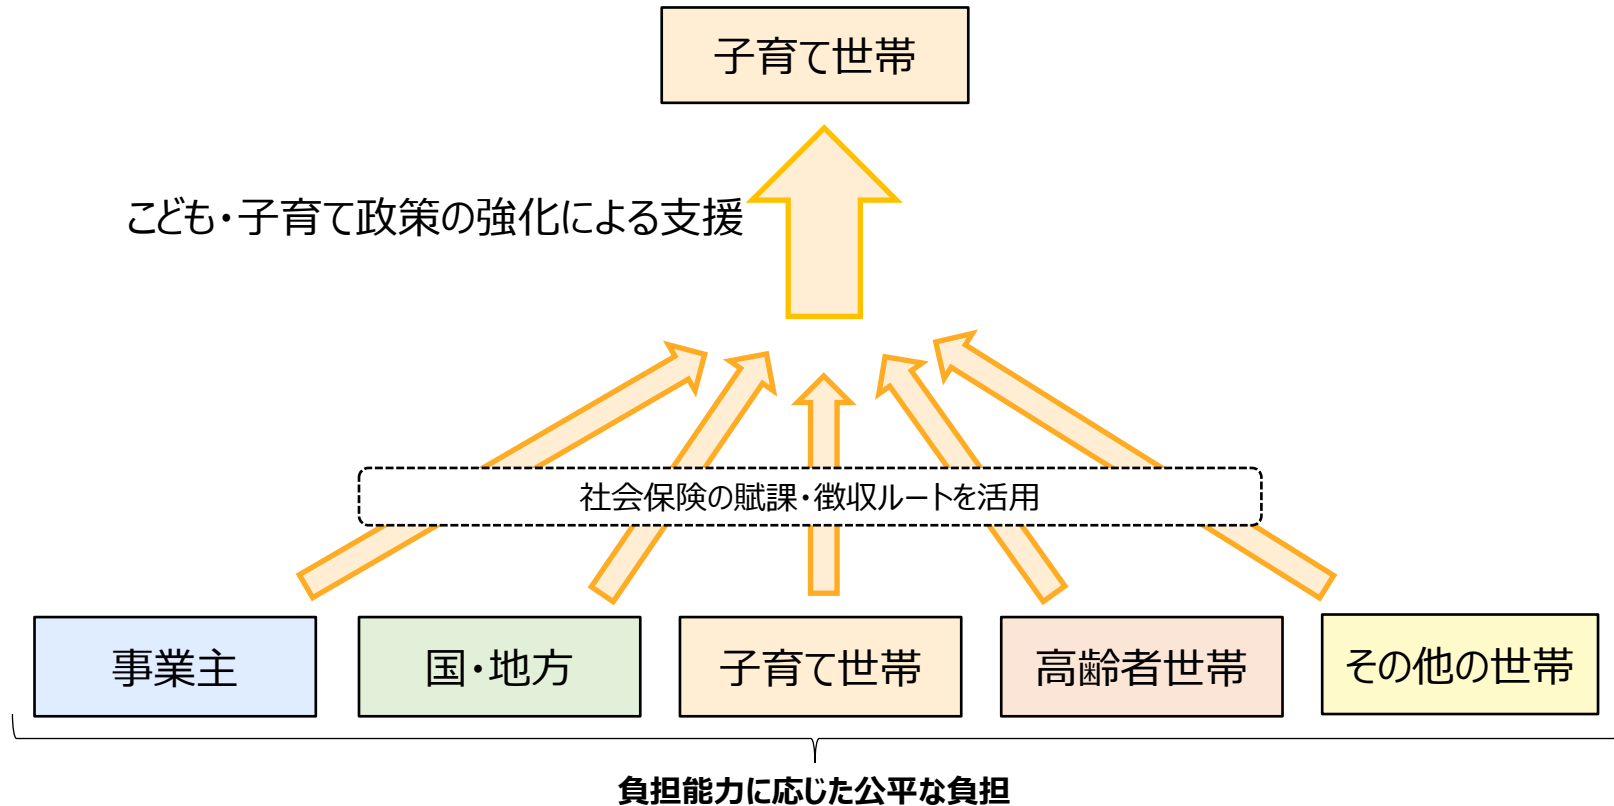 子育て世帯
こども・子育て政策の強化による支援
社会保険の賦課・徴収ルートを活用
事業主
国・地方
子育て世帯
高齢者世帯
その他の世帯
負担能力に応じた公平な負担